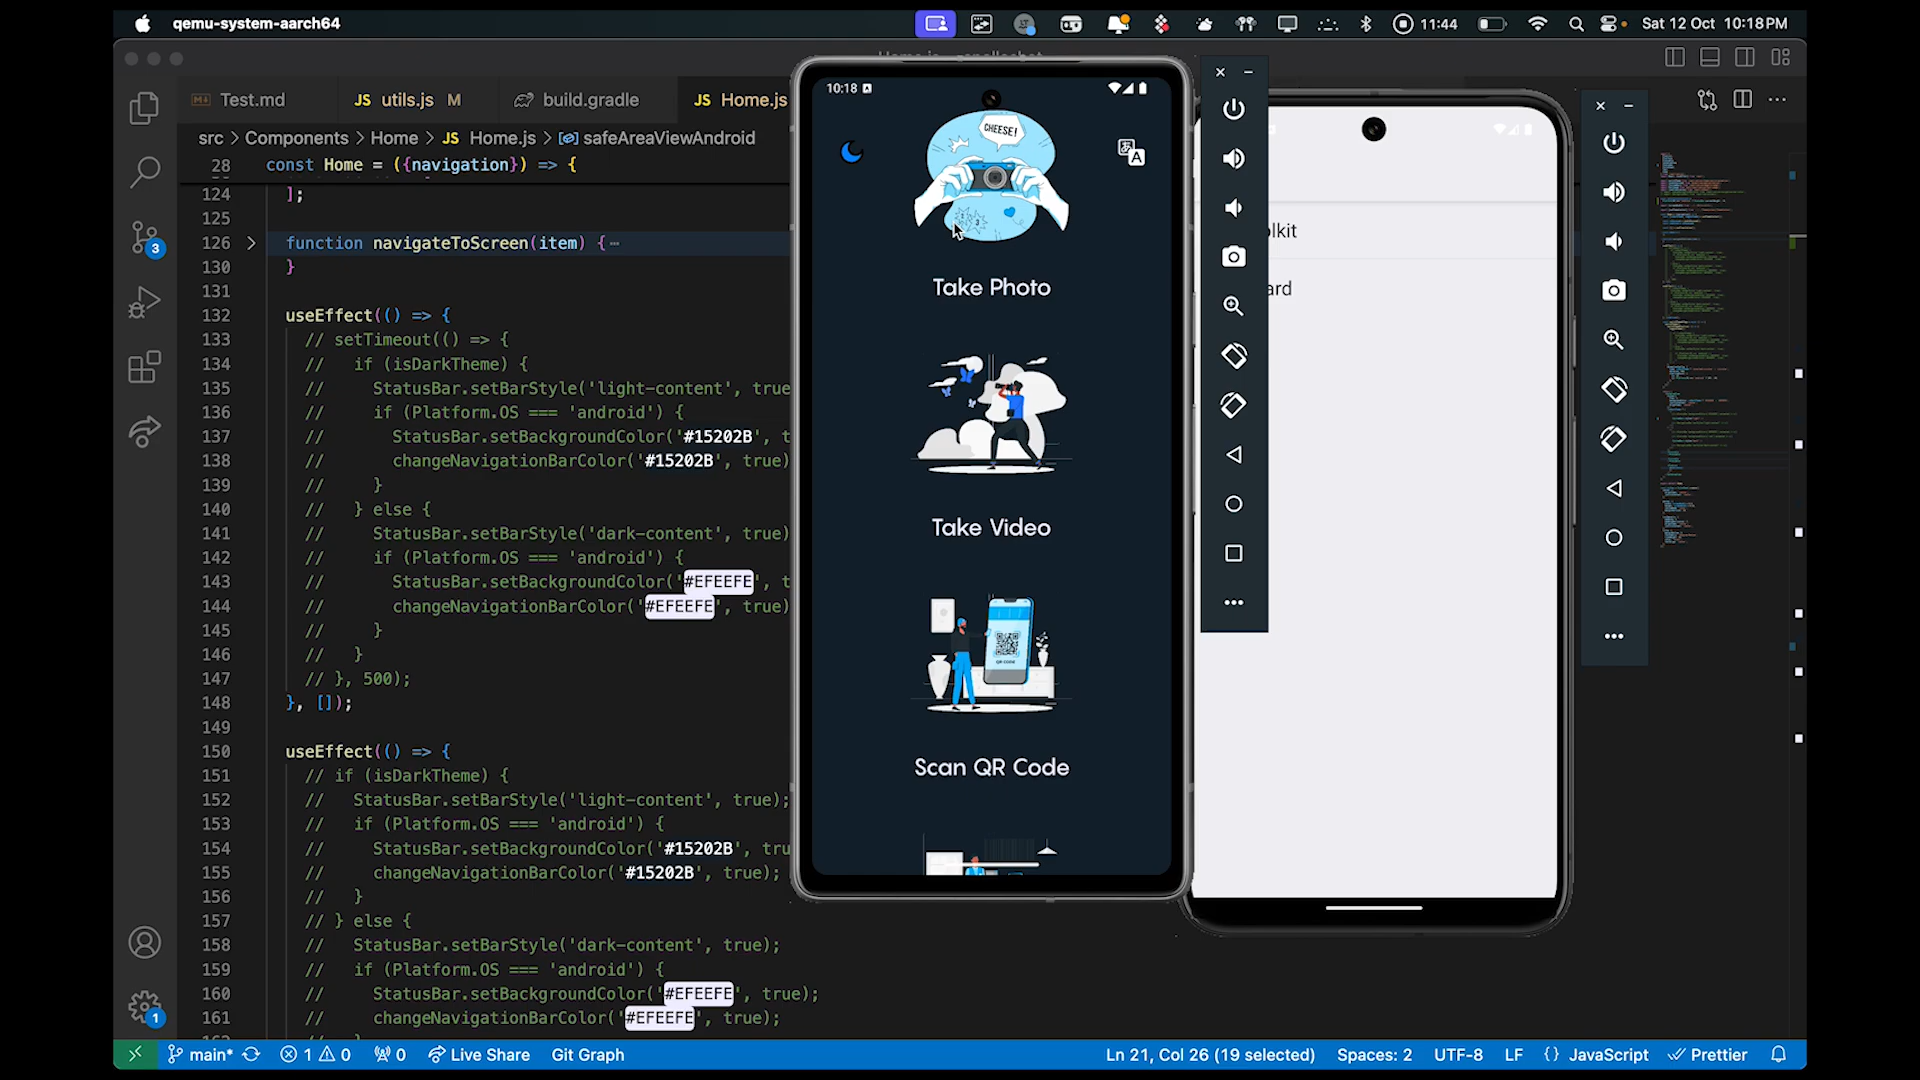 qemu-system-aarch64
11:44
Sat 12 Oct 10:18 PM
Test.md
JS utils.js M
build.gradle
JS Home.js
src > Components > Home > JS Home.js > safeAreaViewAndroid
28 const Home = ({navigation}) => {
124 ];
125
126 function navigateToScreen(item) {
130 }
131
132 useEffect(() => {
133 // setTimeout(() => {
134 // if (isDarkTheme) {
135 // StatusBar.setBarStyle('light-content', true
136 // if (Platform.OS === 'android') {
137 // StatusBar.setBackgroundColor('#15202B', t
138 // changeNavigationBarColor('#15202B', true)
139 // }
140 // } else {
141 // StatusBar.setBarStyle('dark-content', true)
142 // if (Platform.OS === 'android') {
143 // StatusBar.setBackgroundColor('#EFEEFE', t
144 // changeNavigationBarColor('#EFEEFE', true)
145 // }
146 // }
147 // }, 500);
148 }, []);
149
150 useEffect(() => {
151 // if (isDarkTheme) {
152 // StatusBar.setBarStyle('light-content', true);
153 // if (Platform.OS === 'android') {
154 // StatusBar.setBackgroundColor('#15202B', tru
155 // changeNavigationBarColor('#15202B', true);
156 // }
157 // } else {
158 // StatusBar.setBarStyle('dark-content', true);
159 // if (Platform.OS === 'android') {
160 // StatusBar.setBackgroundColor('#EFEEFE', true);
161 // changeNavigationBarColor('#EFEEFE', true);
3
1
10:18
CHEESE!
A
Take Photo
Take Video
QR CODE
Scan QR Code
lkit
ard
main*
1 0
0
Live Share
Git Graph
Ln 21, Col 26 (19 selected)
Spaces: 2
UTF-8
LF
{} JavaScript
Prettier